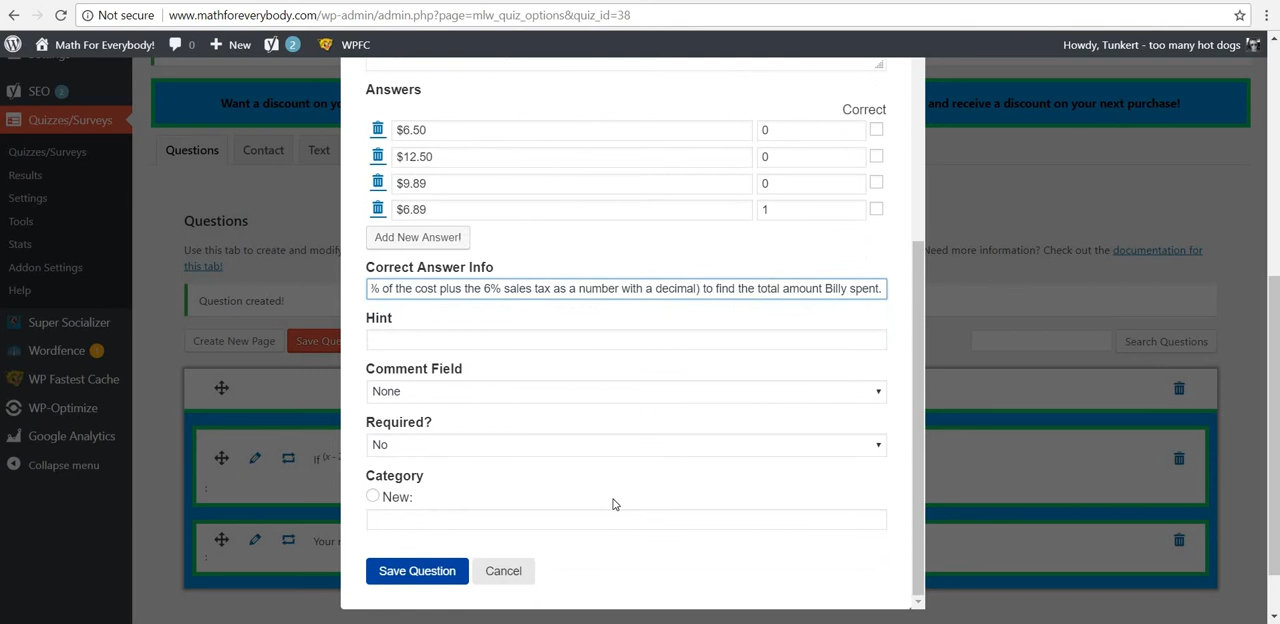 Not secure www.mathforeverybody.com/wp-admin/admin.php?page=mlw_quiz_options&quiz_id=38
Math For Everybody! 0 New 2 WPFC Howdy, Tunkert - too many hot dogs
SEO 2
Quizzes/Surveys
Quizzes/Surveys
Results
Settings
Tools
Stats
Addon Settings
Help
Super Socializer
Wordfence 1
WP Fastest Cache
WP-Optimize
Google Analytics
Collapse menu
Want a discount on yo
and receive a discount on your next purchase!
Questions Contact Text
Questions
Use this tab to create and modify
Need more information? Check out the documentation for
this tab!
Question created!
Create New Page Save Que
Search Questions
If (x - 2
:
Your n
:
Answers
Correct
$6.50 0
$12.50 0
$9.89 0
$6.89 1
Add New Answer!
Correct Answer Info
% of the cost plus the 6% sales tax as a number with a decimal) to find the total amount Billy spent.
Hint
Comment Field
None
Required?
No
Category
New:
Save Question Cancel